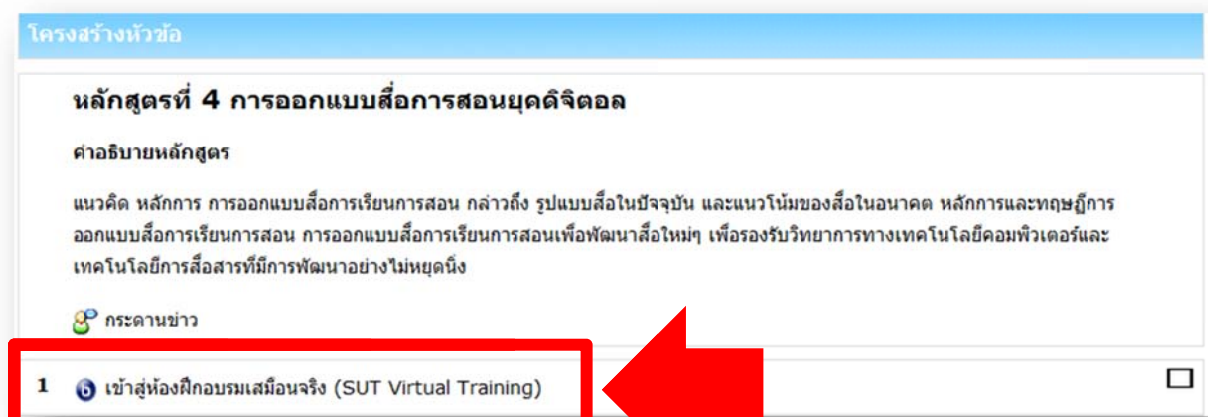 โครงสร้างหัวข้อ
หลักสูตรที่ 4 การออกแบบสื่อการสอนยุคดิจิตอล
คำอธิบายหลักสูตร
แนวคิด หลักการ การออกแบบสื่อการเรียนการสอน กล่าวถึง รูปแบบสื่อในปัจจุบัน และแนวโน้มของสื่อในอนาคต หลักการและทฤษฎีการ
ออกแบบสื่อการเรียนการสอน การออกแบบสื่อการเรียนการสอนเพื่อพัฒนาสื่อใหม่ๆ เพื่อรองรับวิทยาการทางเทคโนโลยีคอมพิวเตอร์และ
เทคโนโลยีการสื่อสารที่มีการพัฒนาอย่างไม่หยุดนิ่ง
กระดานข่าว
1 เข้าสู่ห้องฝึกอบรมเสมือนจริง (SUT Virtual Training)